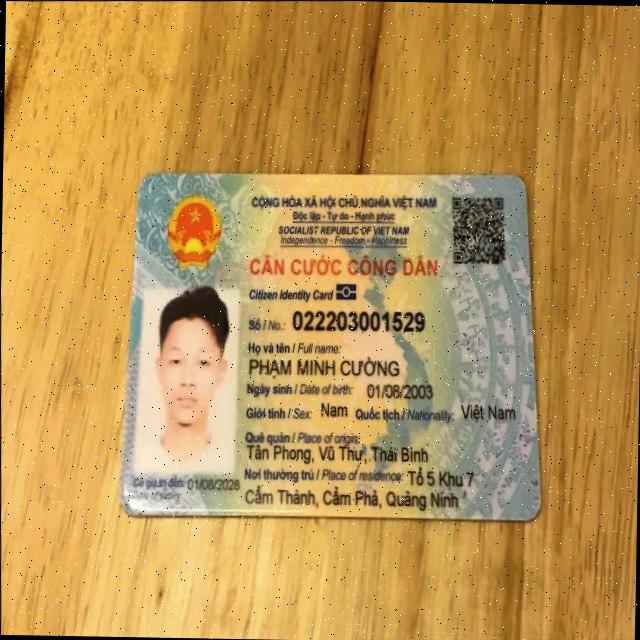 CỘNG HÒA XÃ HỘI CHỦ NGHĨA VIỆT NAM
Độc lập - Tự do - Hạnh phúc
SOCIALIST REPUBLIC OF VIET NAM
Independence - Freedom - Happiness
CĂN CƯỚC CÔNG DÂN
Citizen Identity Card
Số / No.: 022203001529
Họ và tên / Full name:
PHẠM MINH CƯỜNG
Ngày sinh / Date of birth: 01/08/2003
Giới tính / Sex: Nam Quốc tịch / Nationality: Việt Nam
Quê quán / Place of origin:
Tân Phong, Vũ Thư, Thái Bình
Nơi thường trú / Place of residence: Tổ 5 Khu 7
Cẩm Thành, Cẩm Phả, Quảng Ninh
Có giá trị đến: 01/08/2028